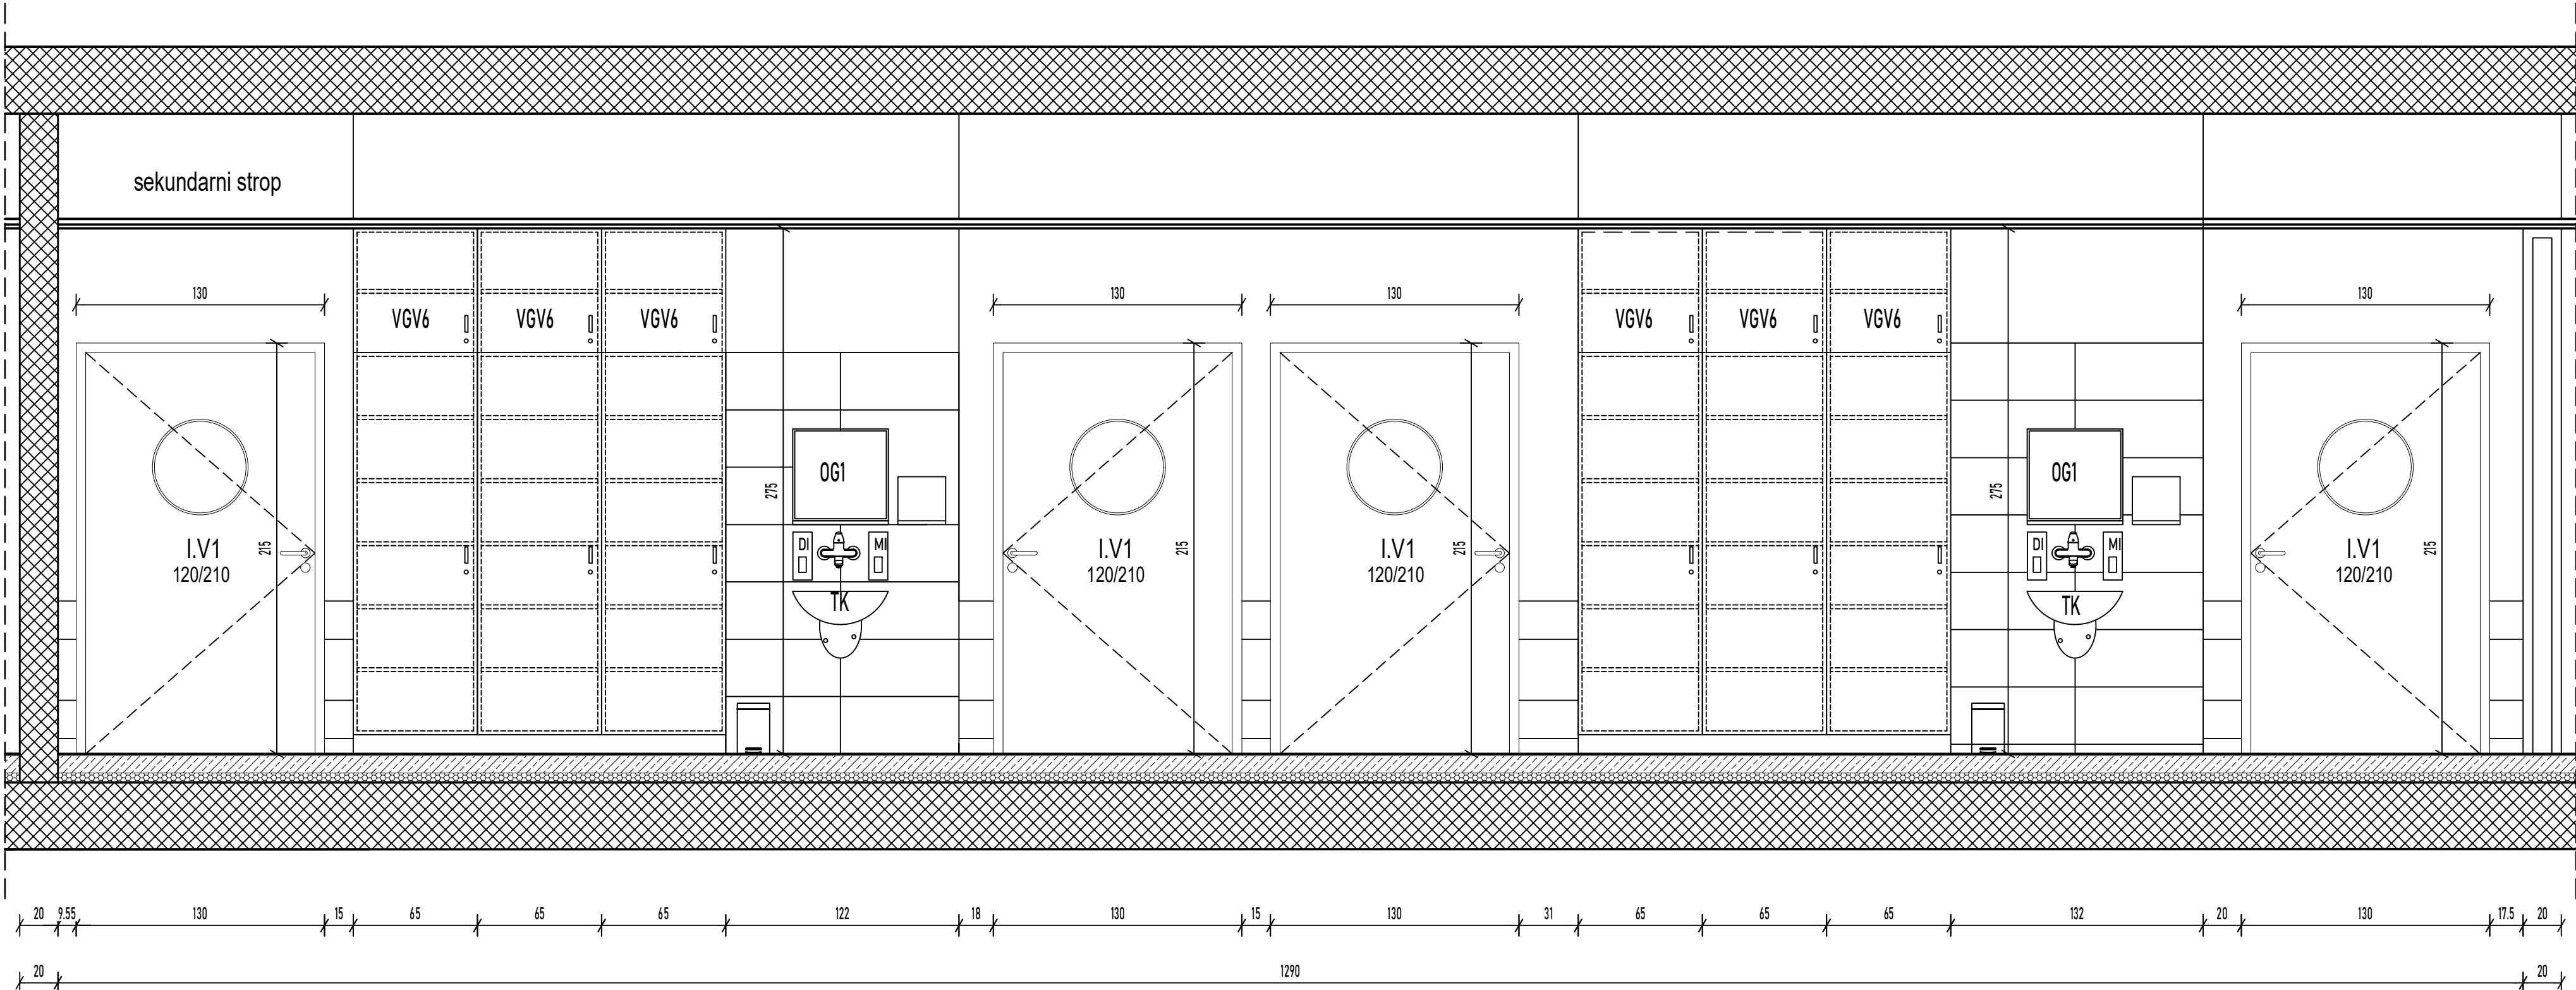 sekundarni strop
130
130
130
130
VGV6 VGV6 VGV6
VGV6 VGV6 VGV6
OG1
OG1
275
275
I.V1
120/210
215
DI
MI
TK
I.V1
120/210
215
I.V1
120/210
215
DI
MI
TK
I.V1
120/210
215
20 9.55 130 15 65 65 65 122 18 130 15 130 31 65 65 65 132 20 130 17.5 20
20 1290 20